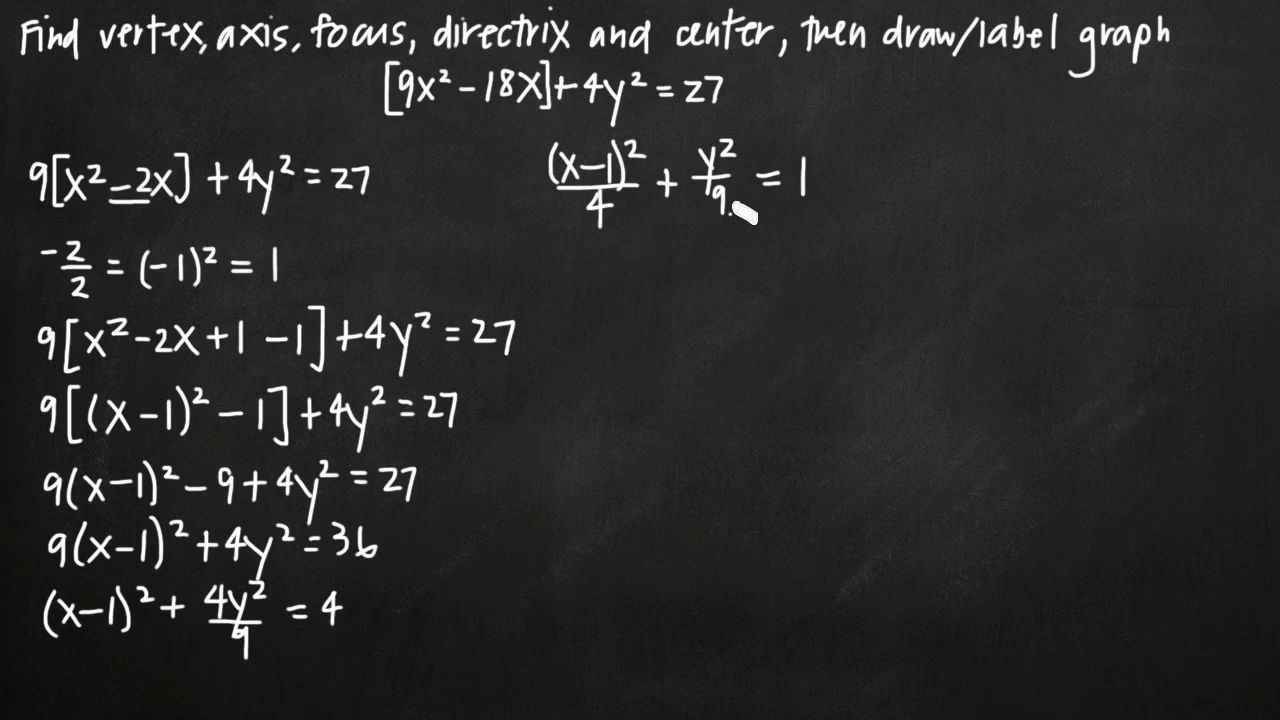 Find vertex, axis, focus, directrix and center, then draw/label graph
[9x² - 18x] + 4y² = 27
9[x² - 2x] + 4y² = 27
-2/2 = (-1)² = 1
9[x² - 2x + 1 - 1] + 4y² = 27
9[(x - 1)² - 1] + 4y² = 27
9(x - 1)² - 9 + 4y² = 27
9(x - 1)² + 4y² = 36
(x - 1)² + 4y²/9 = 4
(x - 1)²/4 + y²/9 = 1